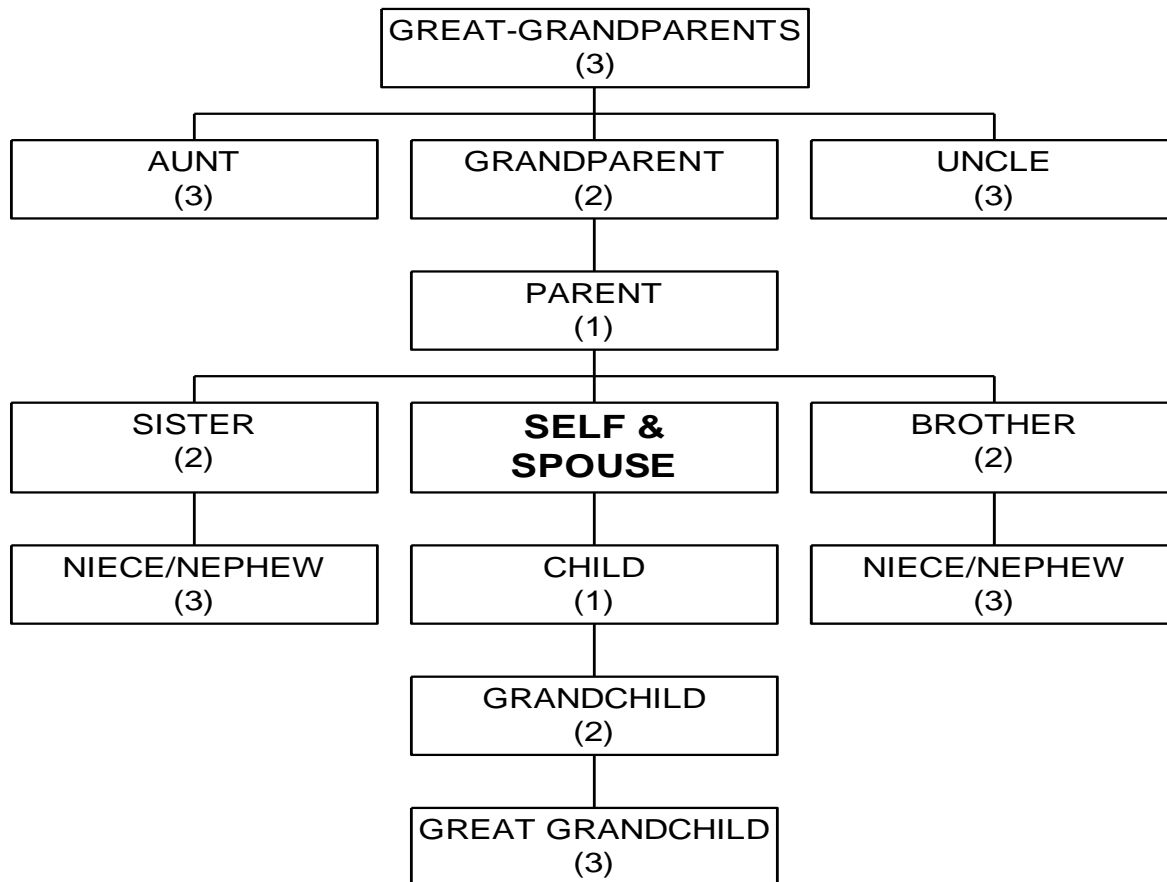 GREAT-GRANDPARENTS
(3)
AUNT
(3)
GRANDPARENT
(2)
UNCLE
(3)
PARENT
(1)
SISTER
(2)
SELF &
SPOUSE
BROTHER
(2)
NIECE/NEPHEW
(3)
CHILD
(1)
NIECE/NEPHEW
(3)
GRANDCHILD
(2)
GREAT GRANDCHILD
(3)